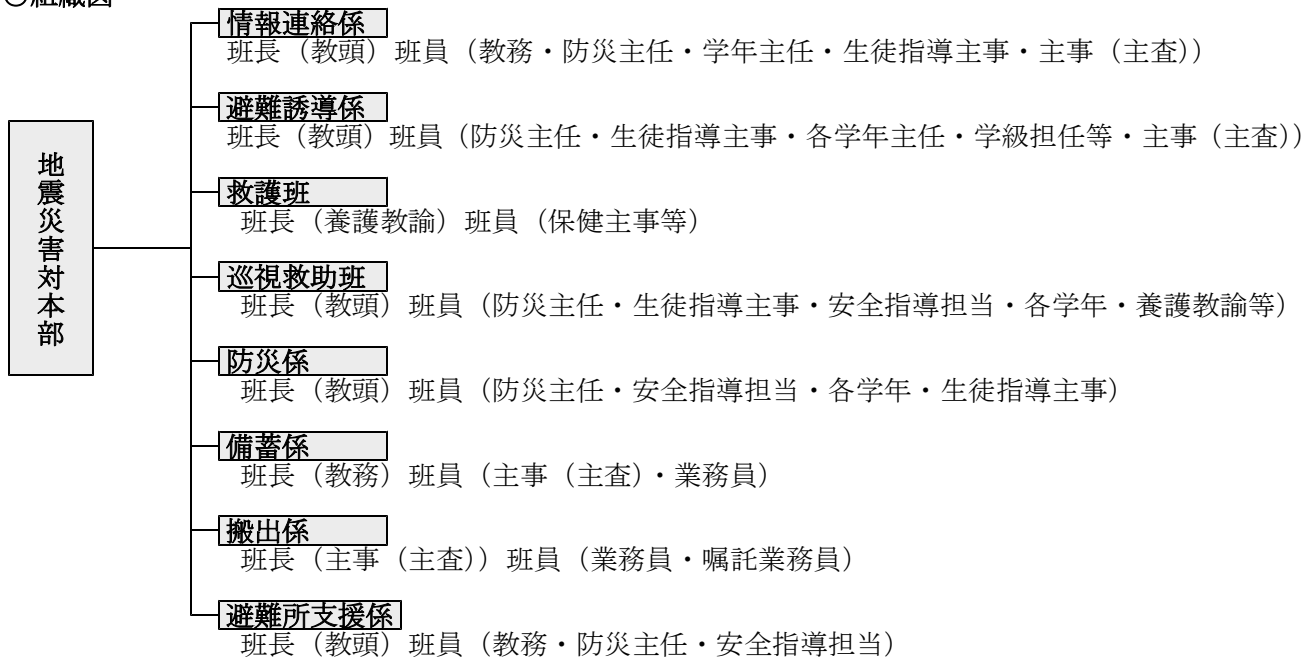 〇組織図
情報連絡係
班長（教頭）班員（教務・防災主任・学年主任・生徒指導主事・主事（主査））
避難誘導係
班長（教頭）班員（防災主任・生徒指導主事・各学年主任・学級担任等・主事（主査））
地震災害対本部
救護班
班長（養護教諭）班員（保健主事等）
巡視救助班
班長（教頭）班員（防災主任・生徒指導主事・安全指導担当・各学年・養護教諭等）
防災係
班長（教頭）班員（防災主任・安全指導担当・各学年・生徒指導主事）
備蓄係
班長（教務）班員（主事（主査）・業務員）
搬出係
班長（主事（主査））班員（業務員・嘱託業務員）
避難所支援係
班長（教頭）班員（教務・防災主任・安全指導担当）